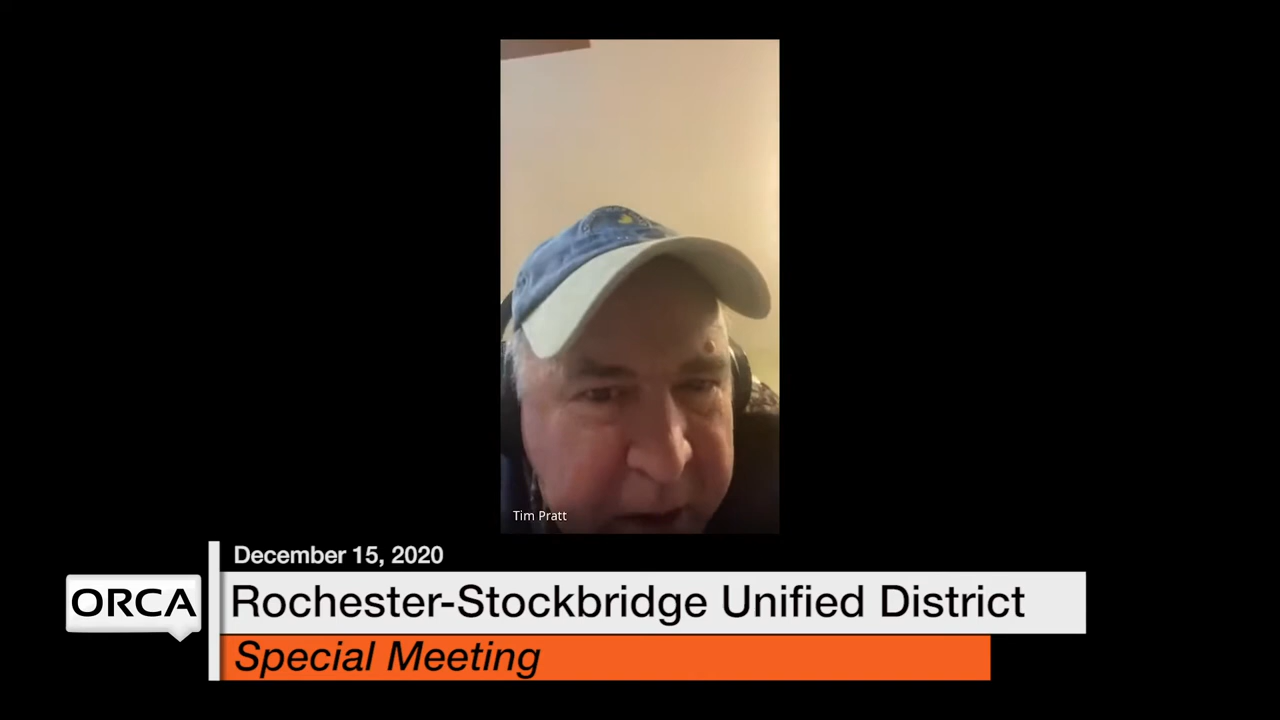 Tim Pratt
December 15, 2020
ORCA
Rochester-Stockbridge Unified District
Special Meeting